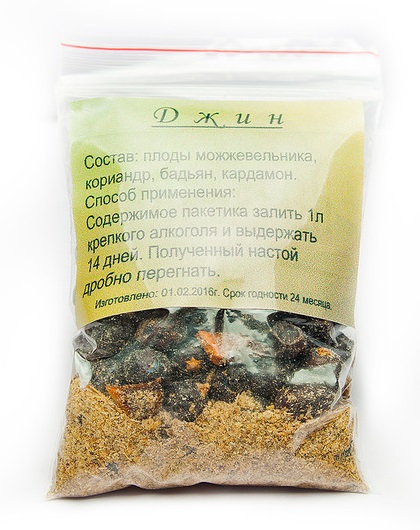 Джин
Состав: плоды можжевельника,
кориандр, бадьян, кардамон.
Способ применения:
Содержимое пакетика залить 1л
крепкого алкоголя и выдержать
14 дней. Полученный настой
дробно перегнать.
Изготовлено: 01.02.2016г. Срок годности 24 месяца.